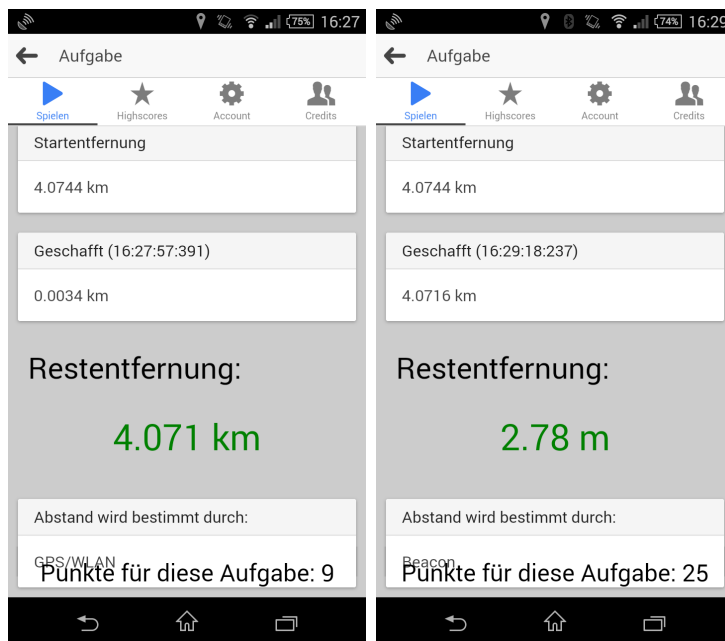 75% 16:27
Aufgabe
Spielen Highscores Account Credits
Startentfernung
4.0744 km
Geschafft (16:27:57:391)
0.0034 km
Restentfernung:
4.071 km
Abstand wird bestimmt durch:
GPS/WLAN
Punkte für diese Aufgabe: 9
74% 16:29
Aufgabe
Spielen Highscores Account Credits
Startentfernung
4.0744 km
Geschafft (16:29:18:237)
4.0716 km
Restentfernung:
2.78 m
Abstand wird bestimmt durch:
Beacon
Punkte für diese Aufgabe: 25